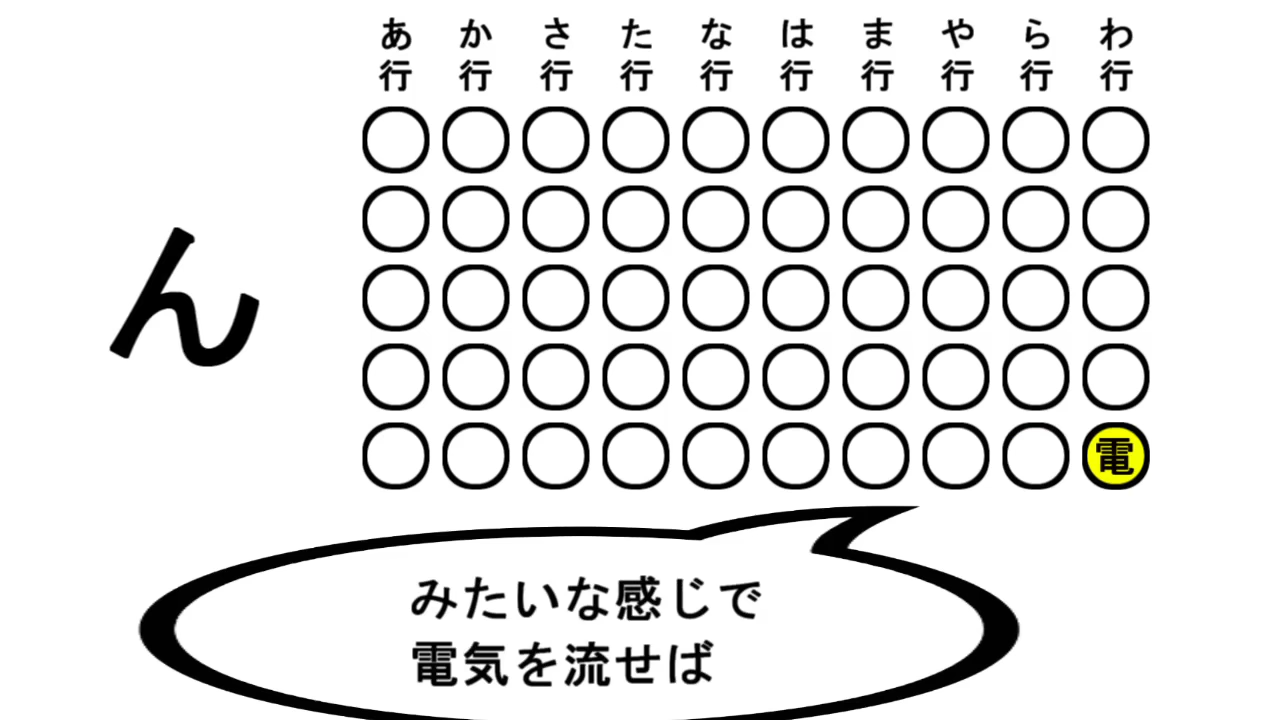 あ か さ た な は ま や ら わ
行 行 行 行 行 行 行 行 行 行
ん
電
みたいな感じで
電気を流せば